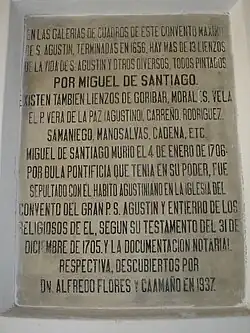 EN LAS GALERIAS DE CUADROS DE ESTE CONVENTO MAXIMO
DE S. AGUSTIN, TERMINADAS EN 1656, HAY MAS DE 13 LIENZOS
DE LA VIDA DE S. AGUSTIN Y OTROS DIVERSOS, TODOS PINTADOS
POR MIGUEL DE SANTIAGO.
EXISTEN TAMBIEN LIENZOS DE GORIBAR, MORALES, VELA
EL P. VERA DE LA PAZ (AGUSTINO), CARREÑO, RODRIGUEZ,
SAMANIEGO, MANOSALVAS, CADENA, ETC.
MIGUEL DE SANTIAGO MURIO EL 4 DE ENERO DE 1706.
POR BULA PONTIFICIA QUE TENIA EN SU PODER, FUE
SEPULTADO CON EL HABITO AGUSTINIANO EN LA IGLESIA DEL
CONVENTO DEL GRAN P. S. AGUSTIN Y ENTIERRO DE LOS
RELIGIOSOS DE EL, SEGUN SU TESTAMENTO DEL 31 DE
DICIEMBRE DE 1705, Y LA DOCUMENTACION NOTARIAL
RESPECTIVA, DESCUBIERTOS POR
DN. ALFREDO FLORES Y CAAMAÑO EN 1937.